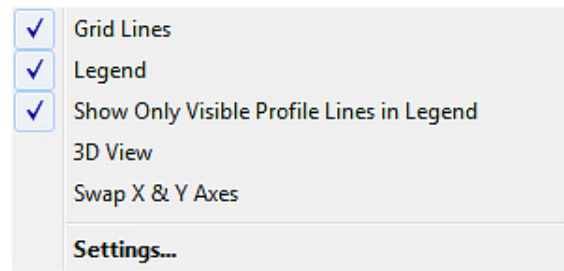 Grid Lines
Legend
Show Only Visible Profile Lines in Legend
3D View
Swap X & Y Axes
Settings...